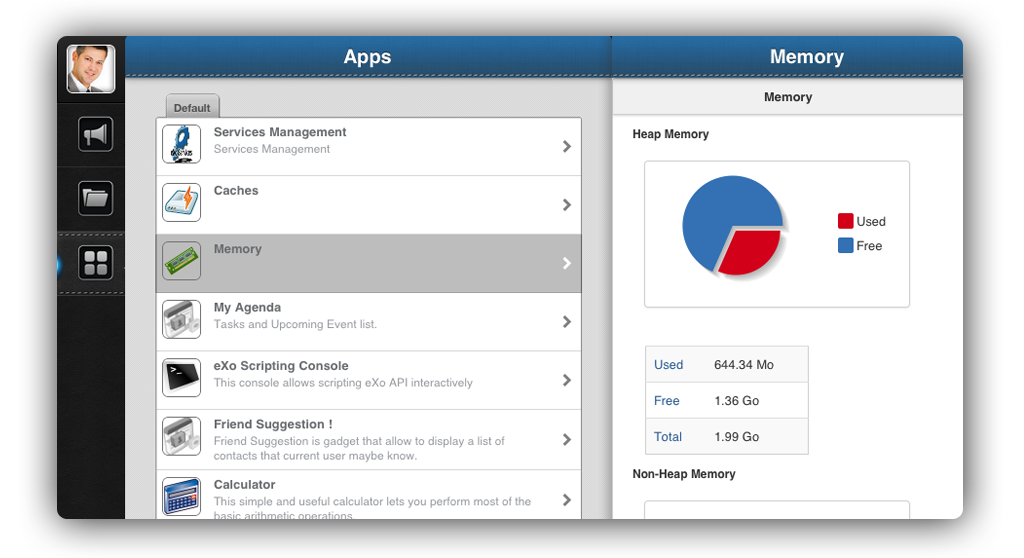 Apps
Default
Services Management
Services Management
Caches
Memory
My Agenda
Tasks and Upcoming Event list.
eXo Scripting Console
This console allows scripting eXo API interactively
Friend Suggestion !
Friend Suggestion is gadget that allow to display a list of
contacts that current user maybe know.
Calculator
This simple and useful calculator lets you perform most of the
basic arithmetic operations
Memory
Memory
Heap Memory
Used
Free
Used 644.34 Mo
Free 1.36 Go
Total 1.99 Go
Non-Heap Memory